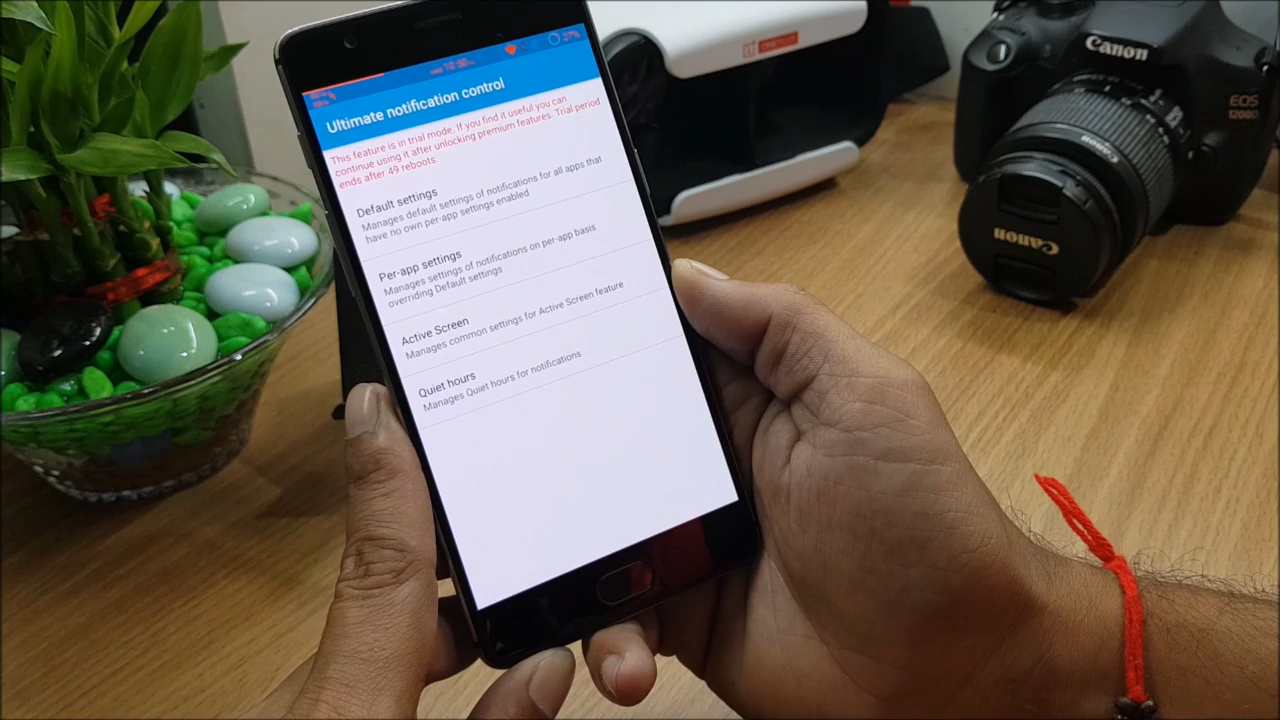 27%
Ultimate notification control
This feature is in trial mode. If you find it useful you can
continue using it after unlocking premium features. Trial period
ends after 49 reboots.
Default settings
Manages default settings of notifications for all apps that
have no own per-app settings enabled
Per-app settings
Manages settings of notifications on per-app basis
overriding Default settings
Active Screen
Manages common settings for Active Screen feature
Quiet hours
Manages Quiet hours for notifications
ONEPLUS
Canon
EOS
1200D
Canon